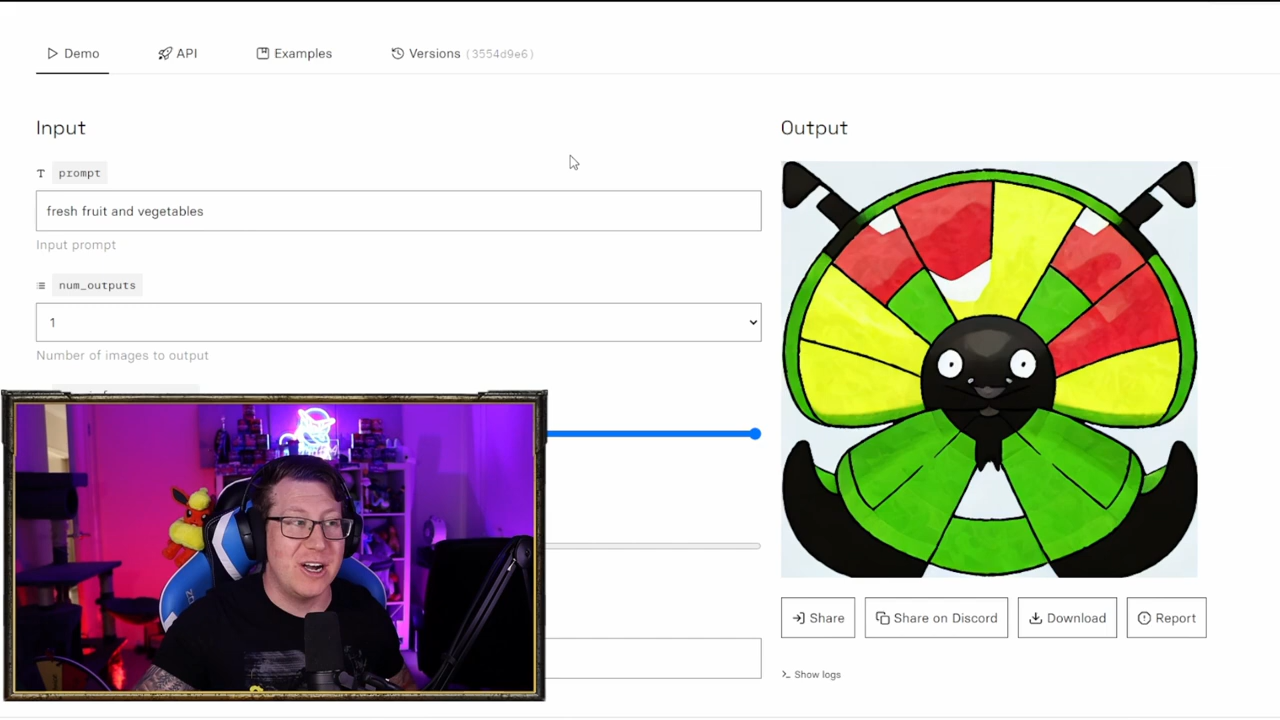 Demo
API
Examples
Versions (3554d9e6)
Input
Output
prompt
fresh fruit and vegetables
Input prompt
num_outputs
1
Number of images to output
Share
Share on Discord
Download
Report
Show logs